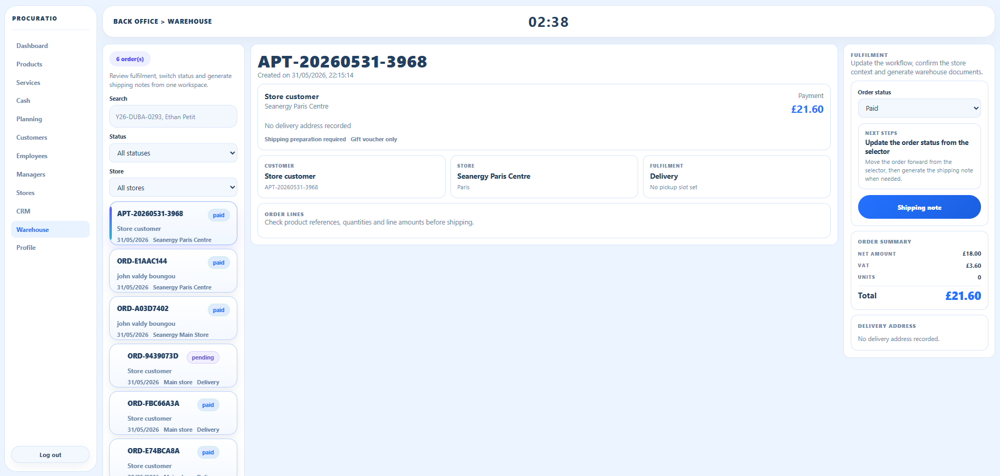 PROCURATIO
Dashboard
Products
Services
Cash
Planning
Customers
Employees
Managers
Stores
CRM
Warehouse
Profile
Log out
BACK OFFICE > WAREHOUSE
02:38
6 order(s)
Review fulfilment, switch status and generate
shipping notes from one workspace.
Search
Y26-DUBA-0293, Ethan Petit
Status
All statuses
Store
All stores
APT-20260531-3968 paid
Store customer
31/05/2026 Seanergy Paris Centre
ORD-E1AAC144 paid
john valdy boungou
31/05/2026 Seanergy Paris Centre
ORD-A03D7402 paid
john valdy boungou
31/05/2026 Seanergy Main Store
ORD-9439073D pending
Store customer
31/05/2026 Main store Delivery
ORD-FBC66A3A paid
Store customer
31/05/2026 Main store Delivery
ORD-E74BCA8A paid
Store customer
APT-20260531-3968
Created on 31/05/2026, 22:15:14
Store customer
Seanergy Paris Centre
Payment
£21.60
No delivery address recorded
Shipping preparation required Gift voucher only
CUSTOMER
Store customer
APT-20260531-3968
STORE
Seanergy Paris Centre
Paris
FULFILMENT
Delivery
No pickup slot set
ORDER LINES
Check product references, quantities and line amounts before shipping.
FULFILMENT
Update the workflow, confirm the store
context and generate warehouse documents.
Order status
Paid
NEXT STEPS
Update the order status from the
selector
Move the order forward from the
selector, then generate the shipping note
when needed.
Shipping note
ORDER SUMMARY
NET AMOUNT £18.00
VAT £3.60
UNITS 0
Total £21.60
DELIVERY ADDRESS
No delivery address recorded.